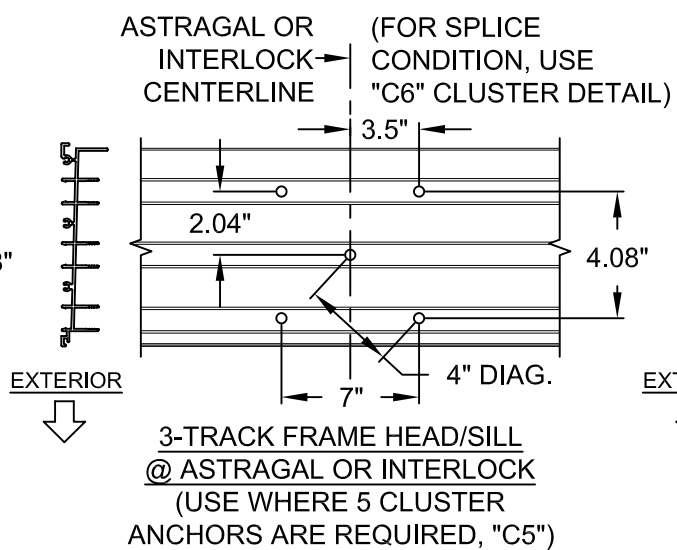 ASTRAGAL OR
INTERLOCK
CENTERLINE
(FOR SPLICE
CONDITION, USE
"C6" CLUSTER DETAIL)
3.5"
2.04"
4.08"
4" DIAG.
7"
EXTERIOR
3-TRACK FRAME HEAD/SILL
@ ASTRAGAL OR INTERLOCK
(USE WHERE 5 CLUSTER
ANCHORS ARE REQUIRED, "C5")